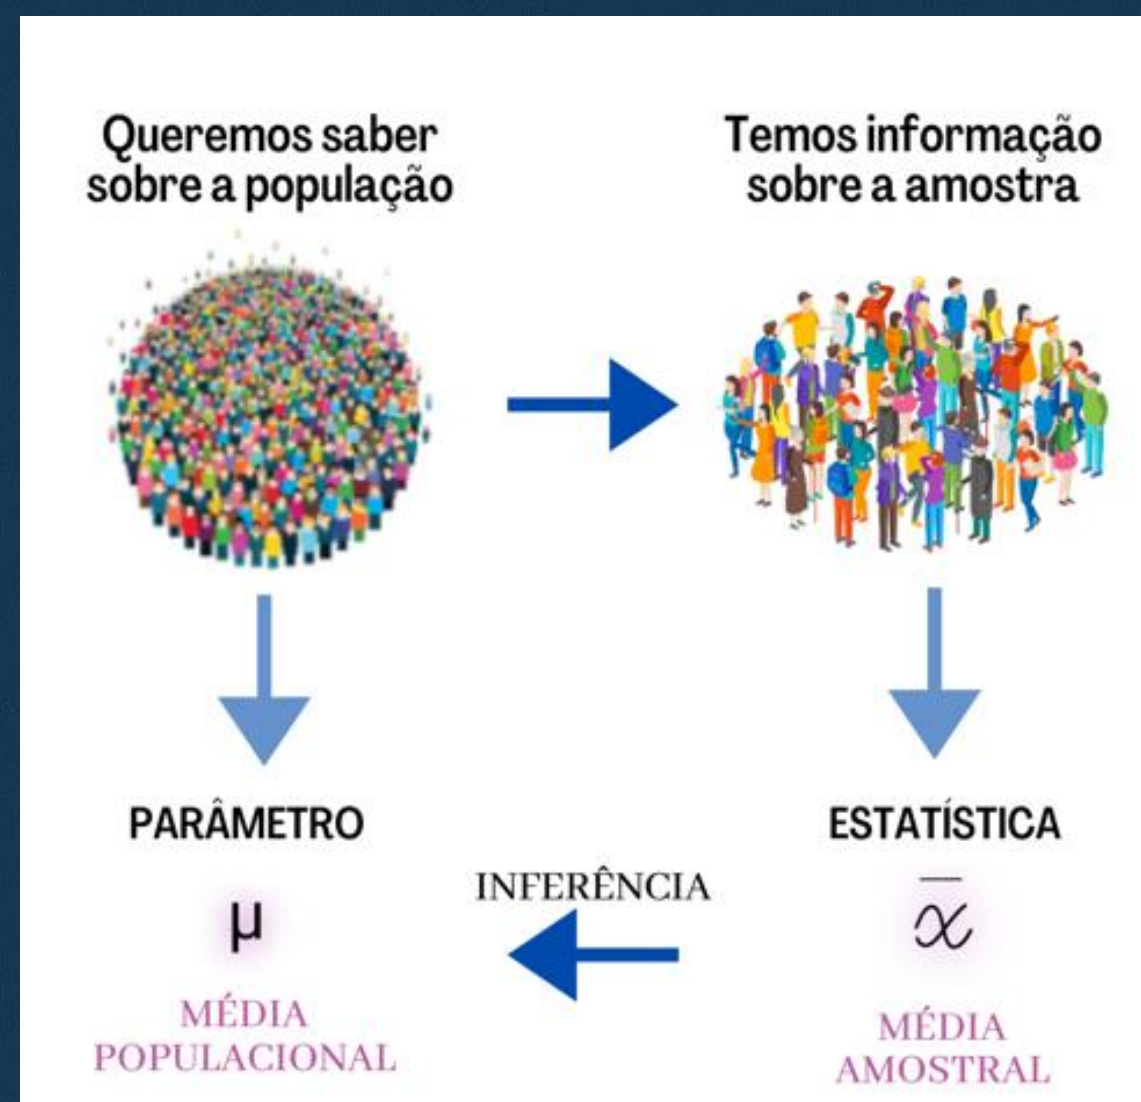 Queremos saber
sobre a população
Temos informação
sobre a amostra
PARÂMETRO
μ
MÉDIA
POPULACIONAL
INFERÊNCIA
ESTATÍSTICA
x̄
MÉDIA
AMOSTRAL